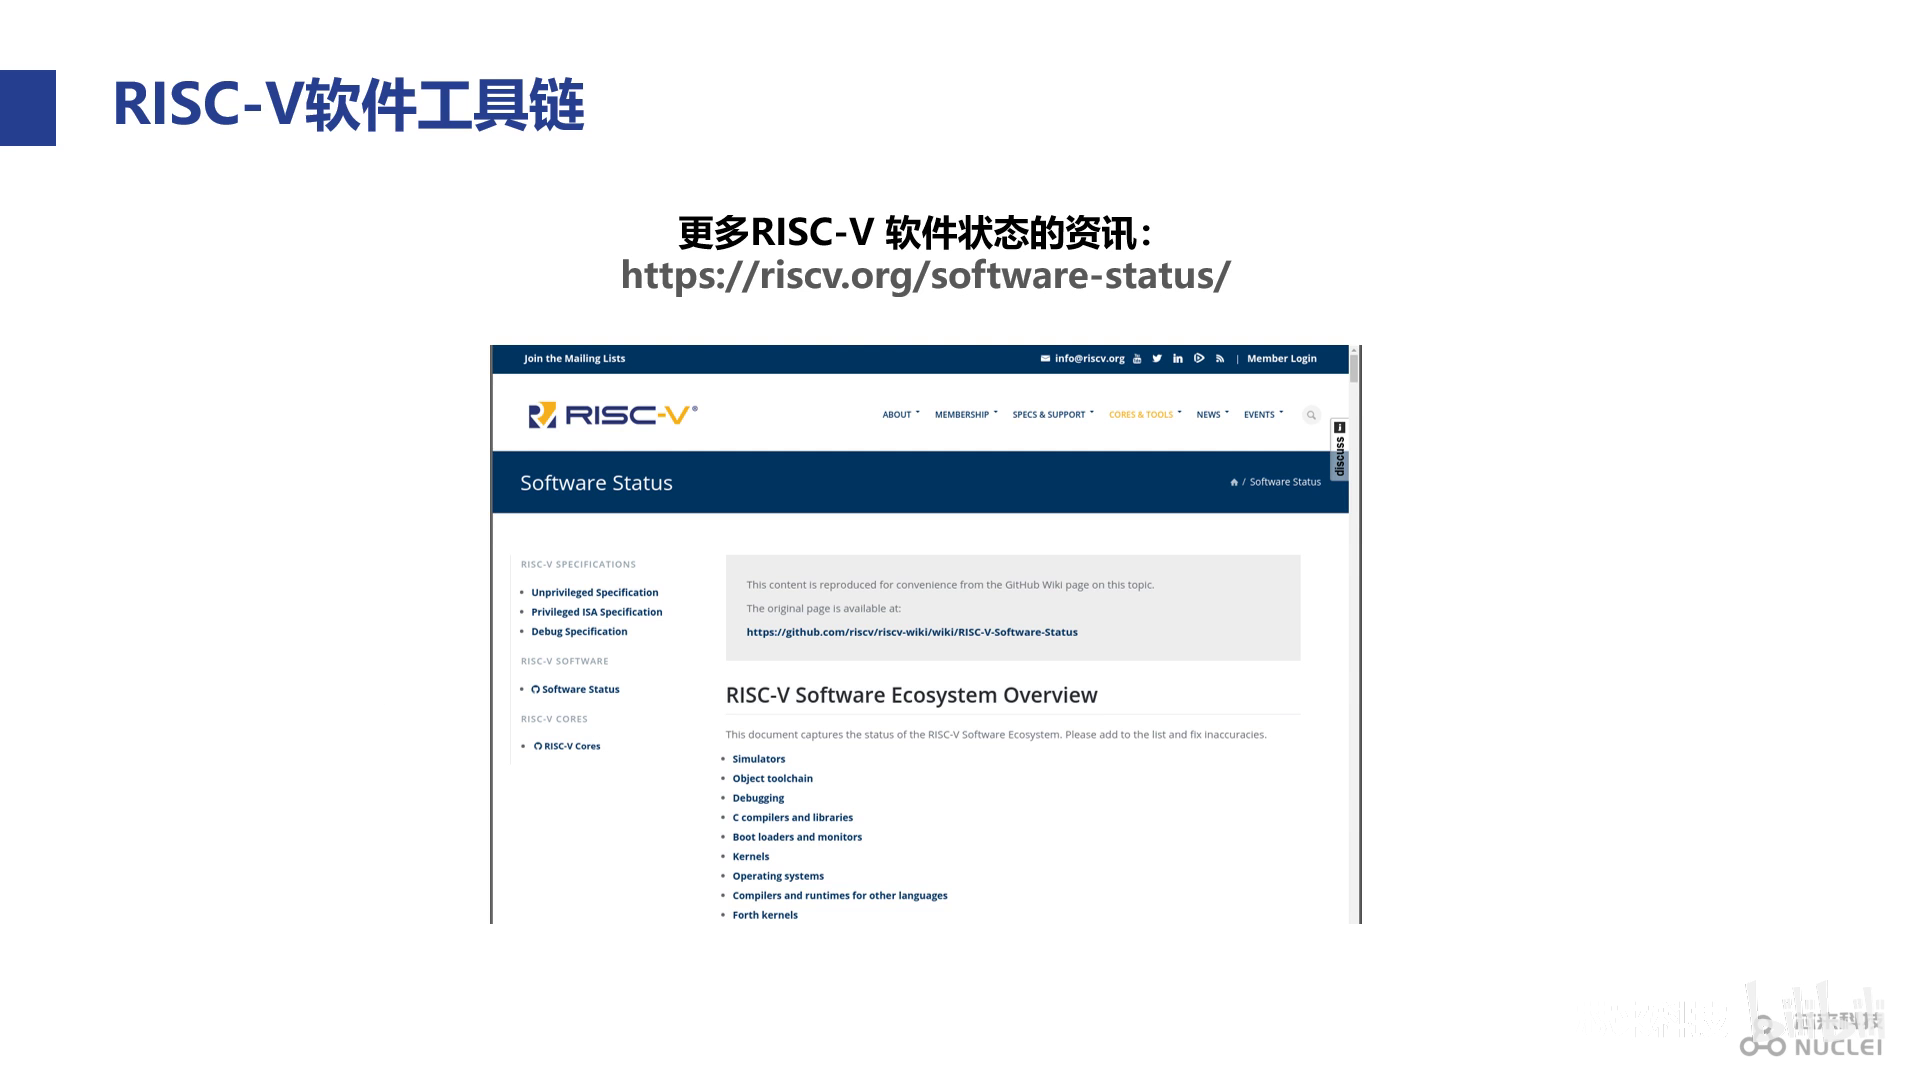 RISC-V软件工具链
更多RISC-V 软件状态的资讯：
https://riscv.org/software-status/
Join the Mailing Lists
info@riscv.org | Member Login
RISC-V®
ABOUT MEMBERSHIP SPECS & SUPPORT CORES & TOOLS NEWS EVENTS
discuss
Software Status
/ Software Status
RISC-V SPECIFICATIONS
Unprivileged Specification
Privileged ISA Specification
Debug Specification
RISC-V SOFTWARE
Software Status
RISC-V CORES
RISC-V Cores
This content is reproduced for convenience from the GitHub Wiki page on this topic.
The original page is available at:
https://github.com/riscv/riscv-wiki/wiki/RISC-V-Software-Status
RISC-V Software Ecosystem Overview
This document captures the status of the RISC-V Software Ecosystem. Please add to the list and fix inaccuracies.
Simulators
Object toolchain
Debugging
C compilers and libraries
Boot loaders and monitors
Kernels
Operating systems
Compilers and runtimes for other languages
Forth kernels
bilibili
芯来科技
NUCLEI